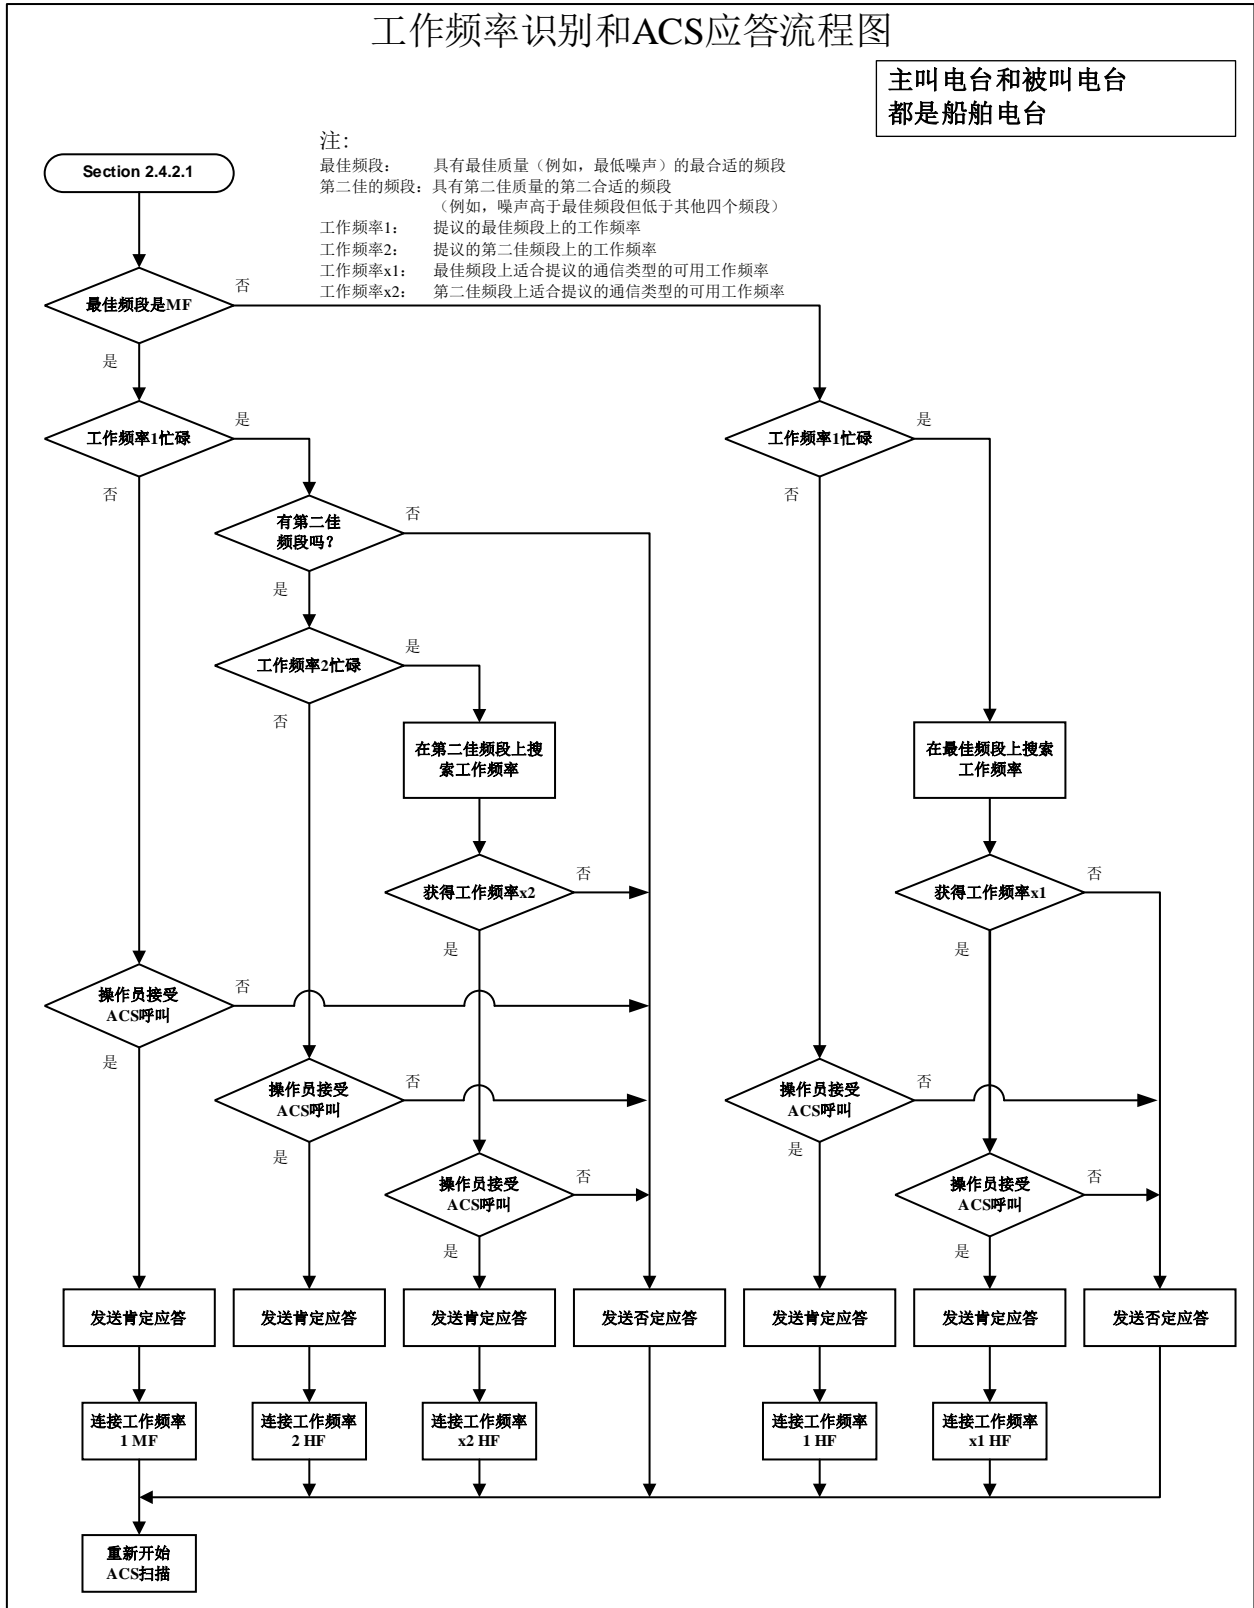 工作频率识别和ACS应答流程图
主叫电台和被叫电台
都是船舶电台
注:
最佳频段： 具有最佳质量（例如，最低噪声）的最合适的频段
第二佳的频段：具有第二佳质量的第二合适的频段
（例如，噪声高于最佳频段但低于其他四个频段）
工作频率1： 提议的最佳频段上的工作频率
工作频率2： 提议的第二佳频段上的工作频率
工作频率x1： 最佳频段上适合提议的通信类型的可用工作频率
工作频率x2： 第二佳频段上适合提议的通信类型的可用工作频率
Section 2.4.2.1
最佳频段是MF
否
是
工作频率1忙碌
是
否
工作频率1忙碌
是
否
有第二佳
频段吗？
否
是
工作频率2忙碌
是
否
在第二佳频段上搜
索工作频率
在最佳频段上搜索
工作频率
获得工作频率x2
否
是
获得工作频率x1
否
是
操作员接受
ACS呼叫
否
是
操作员接受
ACS呼叫
否
是
操作员接受
ACS呼叫
否
是
操作员接受
ACS呼叫
否
是
操作员接受
ACS呼叫
否
是
发送肯定应答
发送肯定应答
发送肯定应答
发送否定应答
发送肯定应答
发送肯定应答
发送否定应答
连接工作频率
1 MF
连接工作频率
2 HF
连接工作频率
x2 HF
连接工作频率
1 HF
连接工作频率
x1 HF
重新开始
ACS扫描